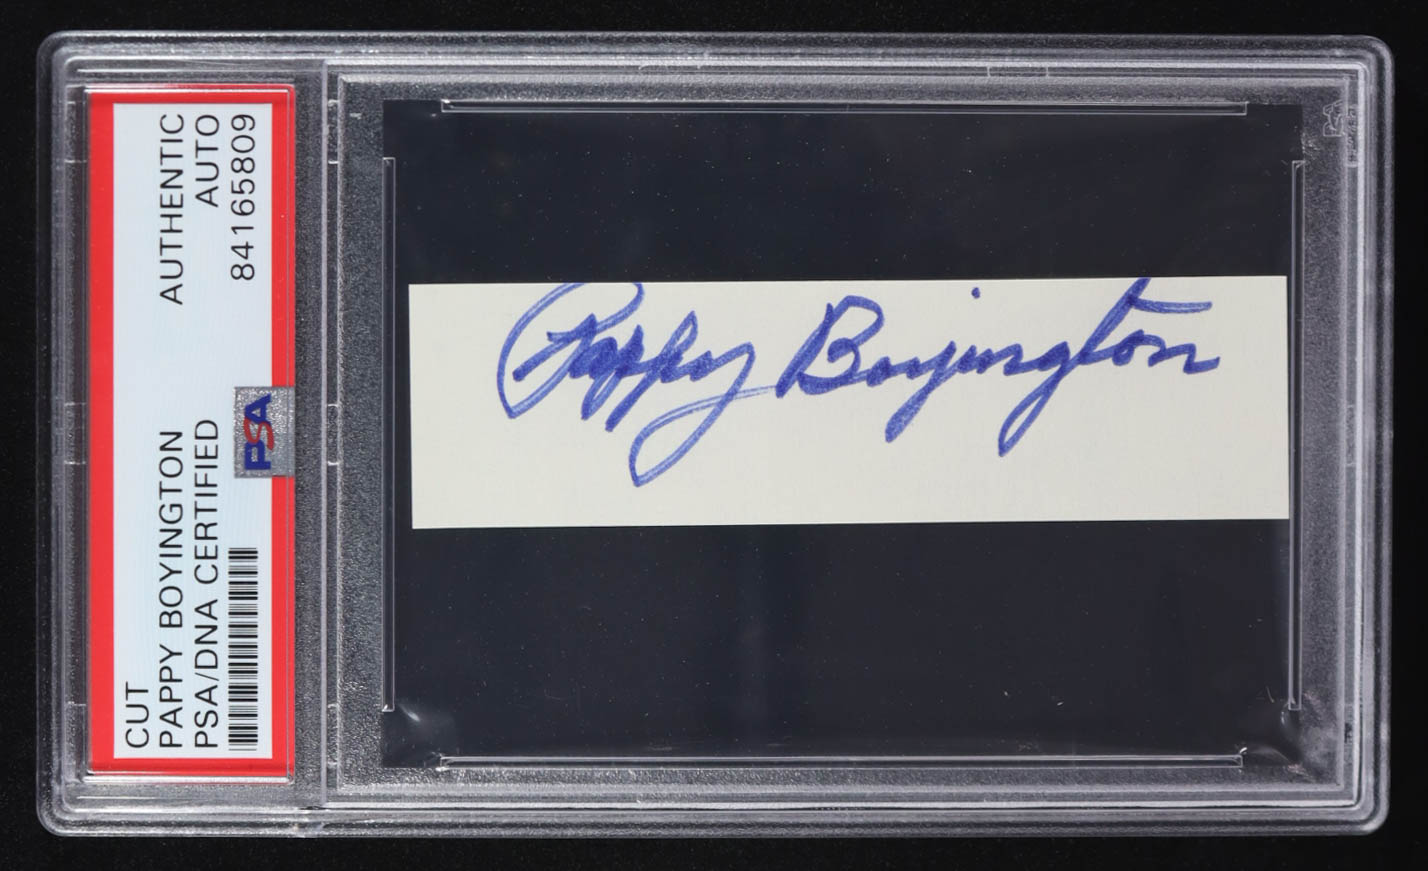 CUT
PAPPY BOYINGTON
PSA/DNA CERTIFIED
AUTHENTIC
AUTO
84165809
PSA
Pappy Boyington